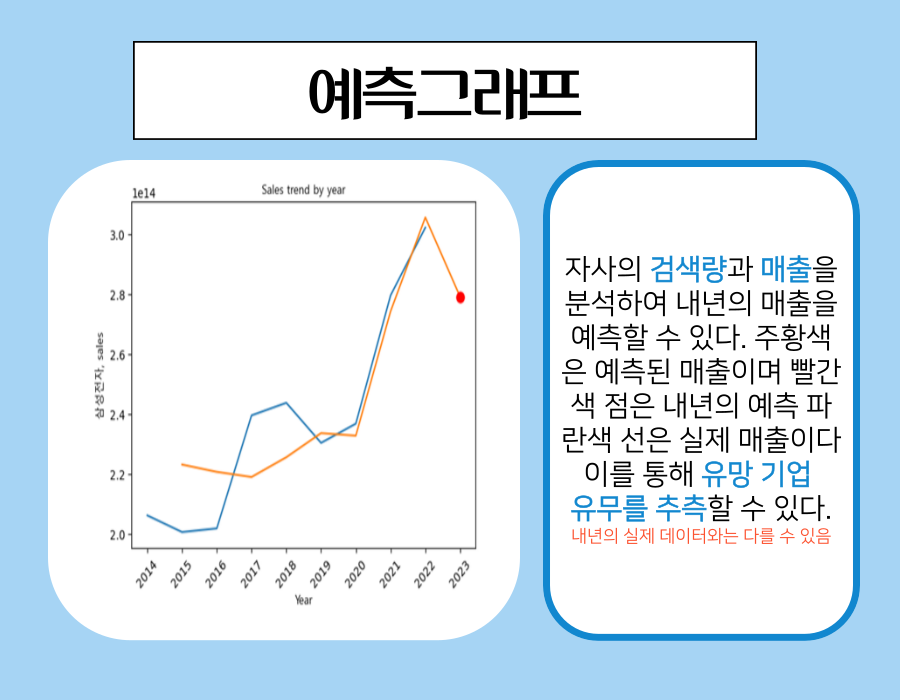 예측그래프
1e14
Sales trend by year
3.0
2.8
2.6
2.4
2.2
2.0
삼성전자, sales
2014
2015
2016
2017
2018
2019
2020
2021
2022
2023
Year
자사의 검색량과 매출을
분석하여 내년의 매출을
예측할 수 있다. 주황색
은 예측된 매출이며 빨간
색 점은 내년의 예측 파
란색 선은 실제 매출이다
이를 통해 유망 기업
유무를 추측할 수 있다.
내년의 실제 데이터와는 다를 수 있음